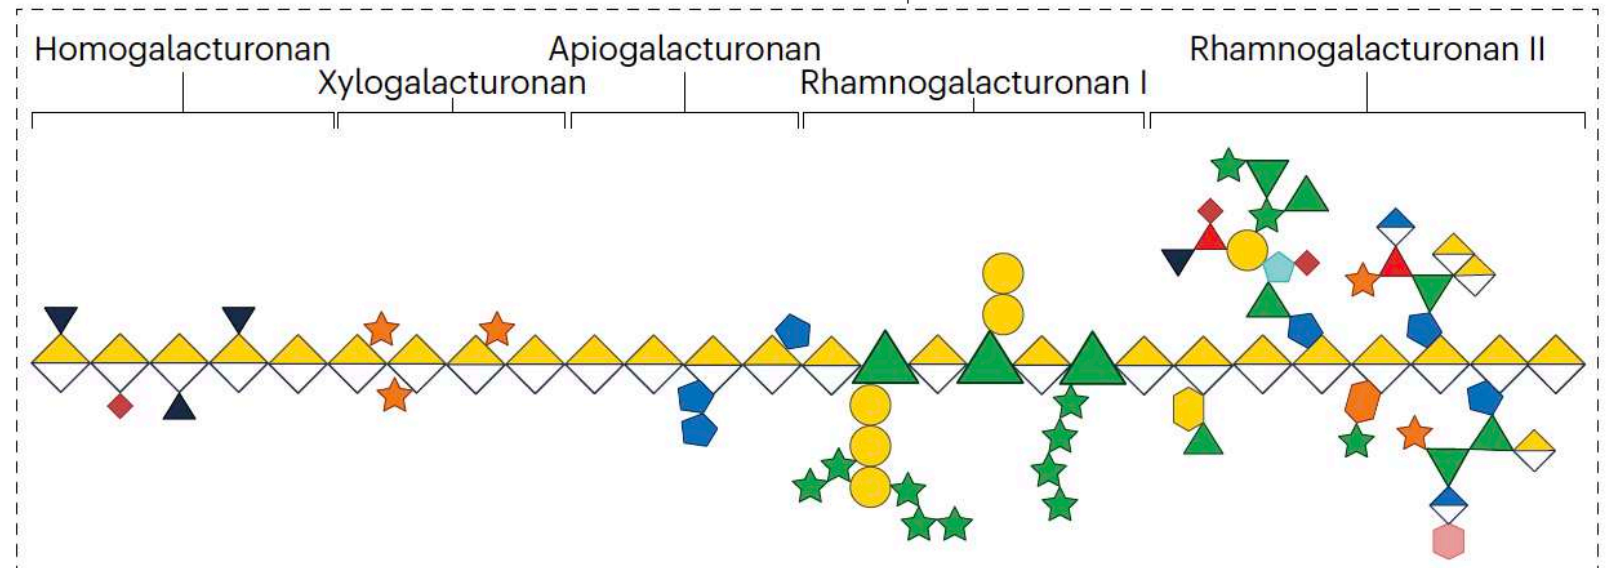 Homogalacturonan
Xylogalacturonan
Apiogalacturonan
Rhamnogalacturonan I
Rhamnogalacturonan II